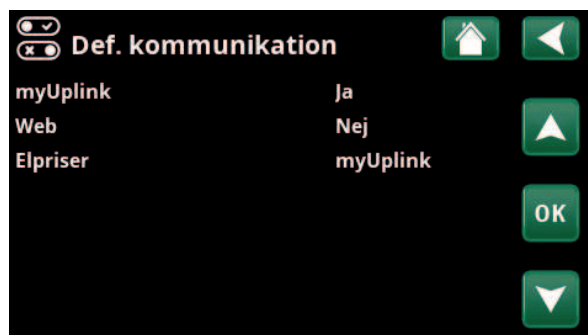 Def. kommunikation
myUplink Ja
Web Nej
Elpriser myUplink
OK